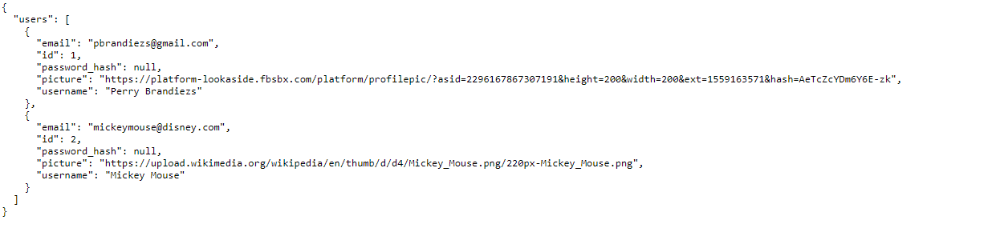 {
  "users": [
    {
      "email": "pbrandiezs@gmail.com",
      "id": 1,
      "password_hash": null,
      "picture": "https://platform-lookaside.fbsbx.com/platform/profilepic/?asid=2296167867307191&height=200&width=200&ext=1559163571&hash=AeTcZcYDm6Y6E-zk",
      "username": "Perry Brandiezs"
    },
    {
      "email": "mickeymouse@disney.com",
      "id": 2,
      "password_hash": null,
      "picture": "https://upload.wikimedia.org/wikipedia/en/thumb/d/d4/Mickey_Mouse.png/220px-Mickey_Mouse.png",
      "username": "Mickey Mouse"
    }
  ]
}